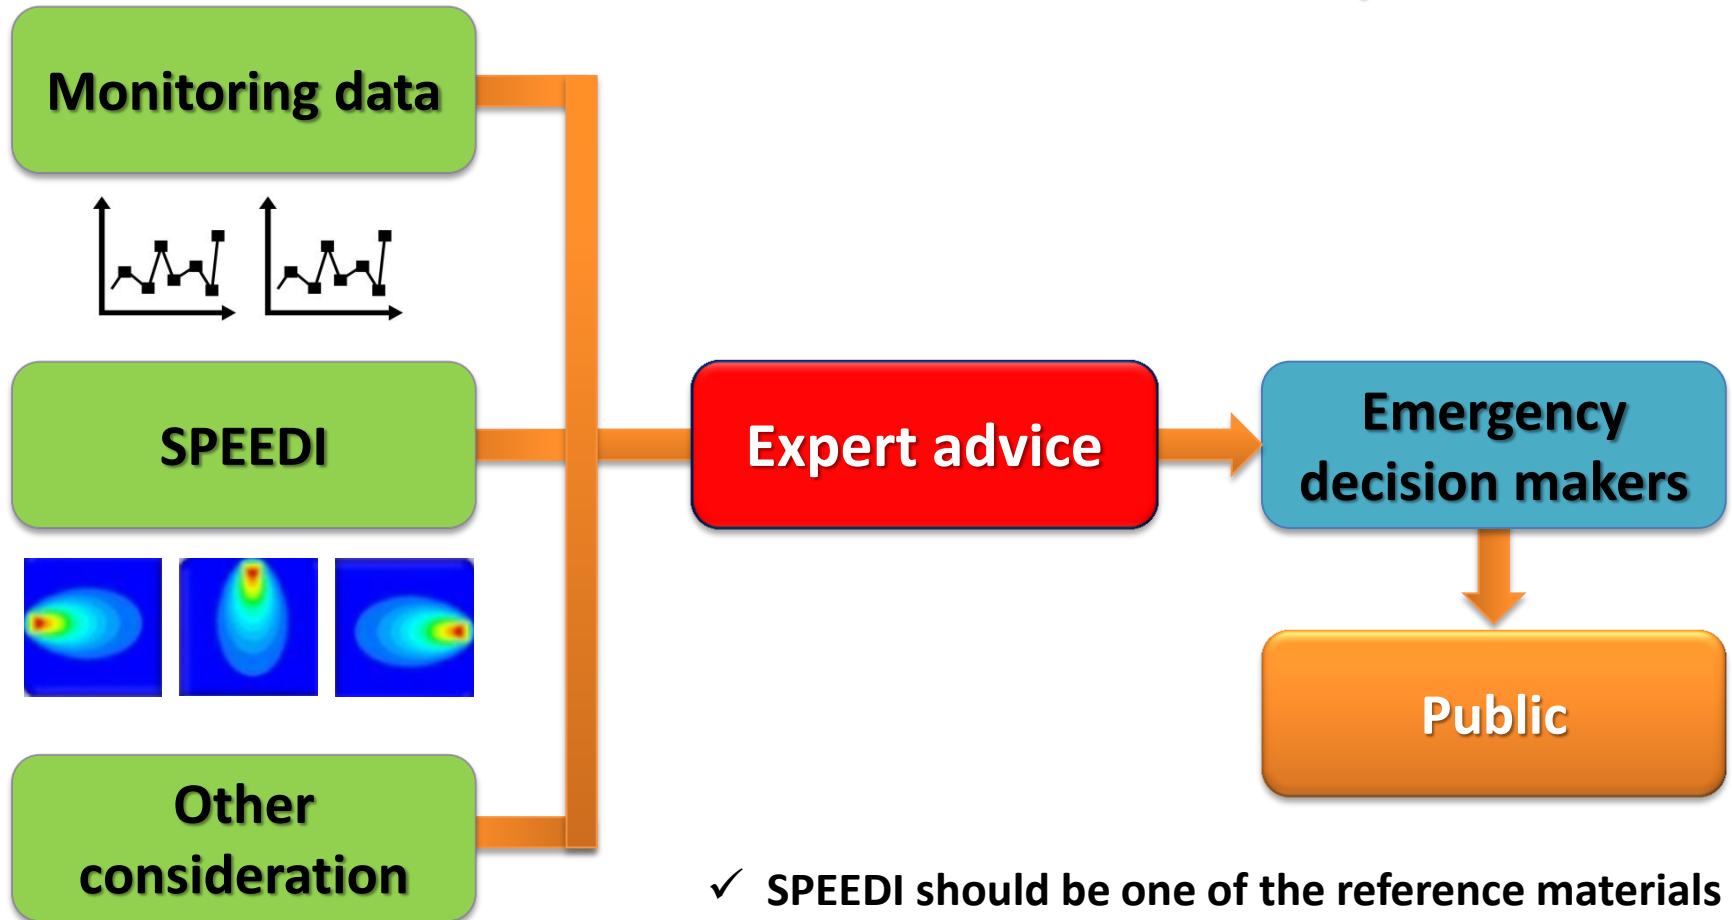 Monitoring data
SPEEDI
Other
consideration
Expert advice
Emergency
decision makers
Public
✓ SPEEDI should be one of the reference materials